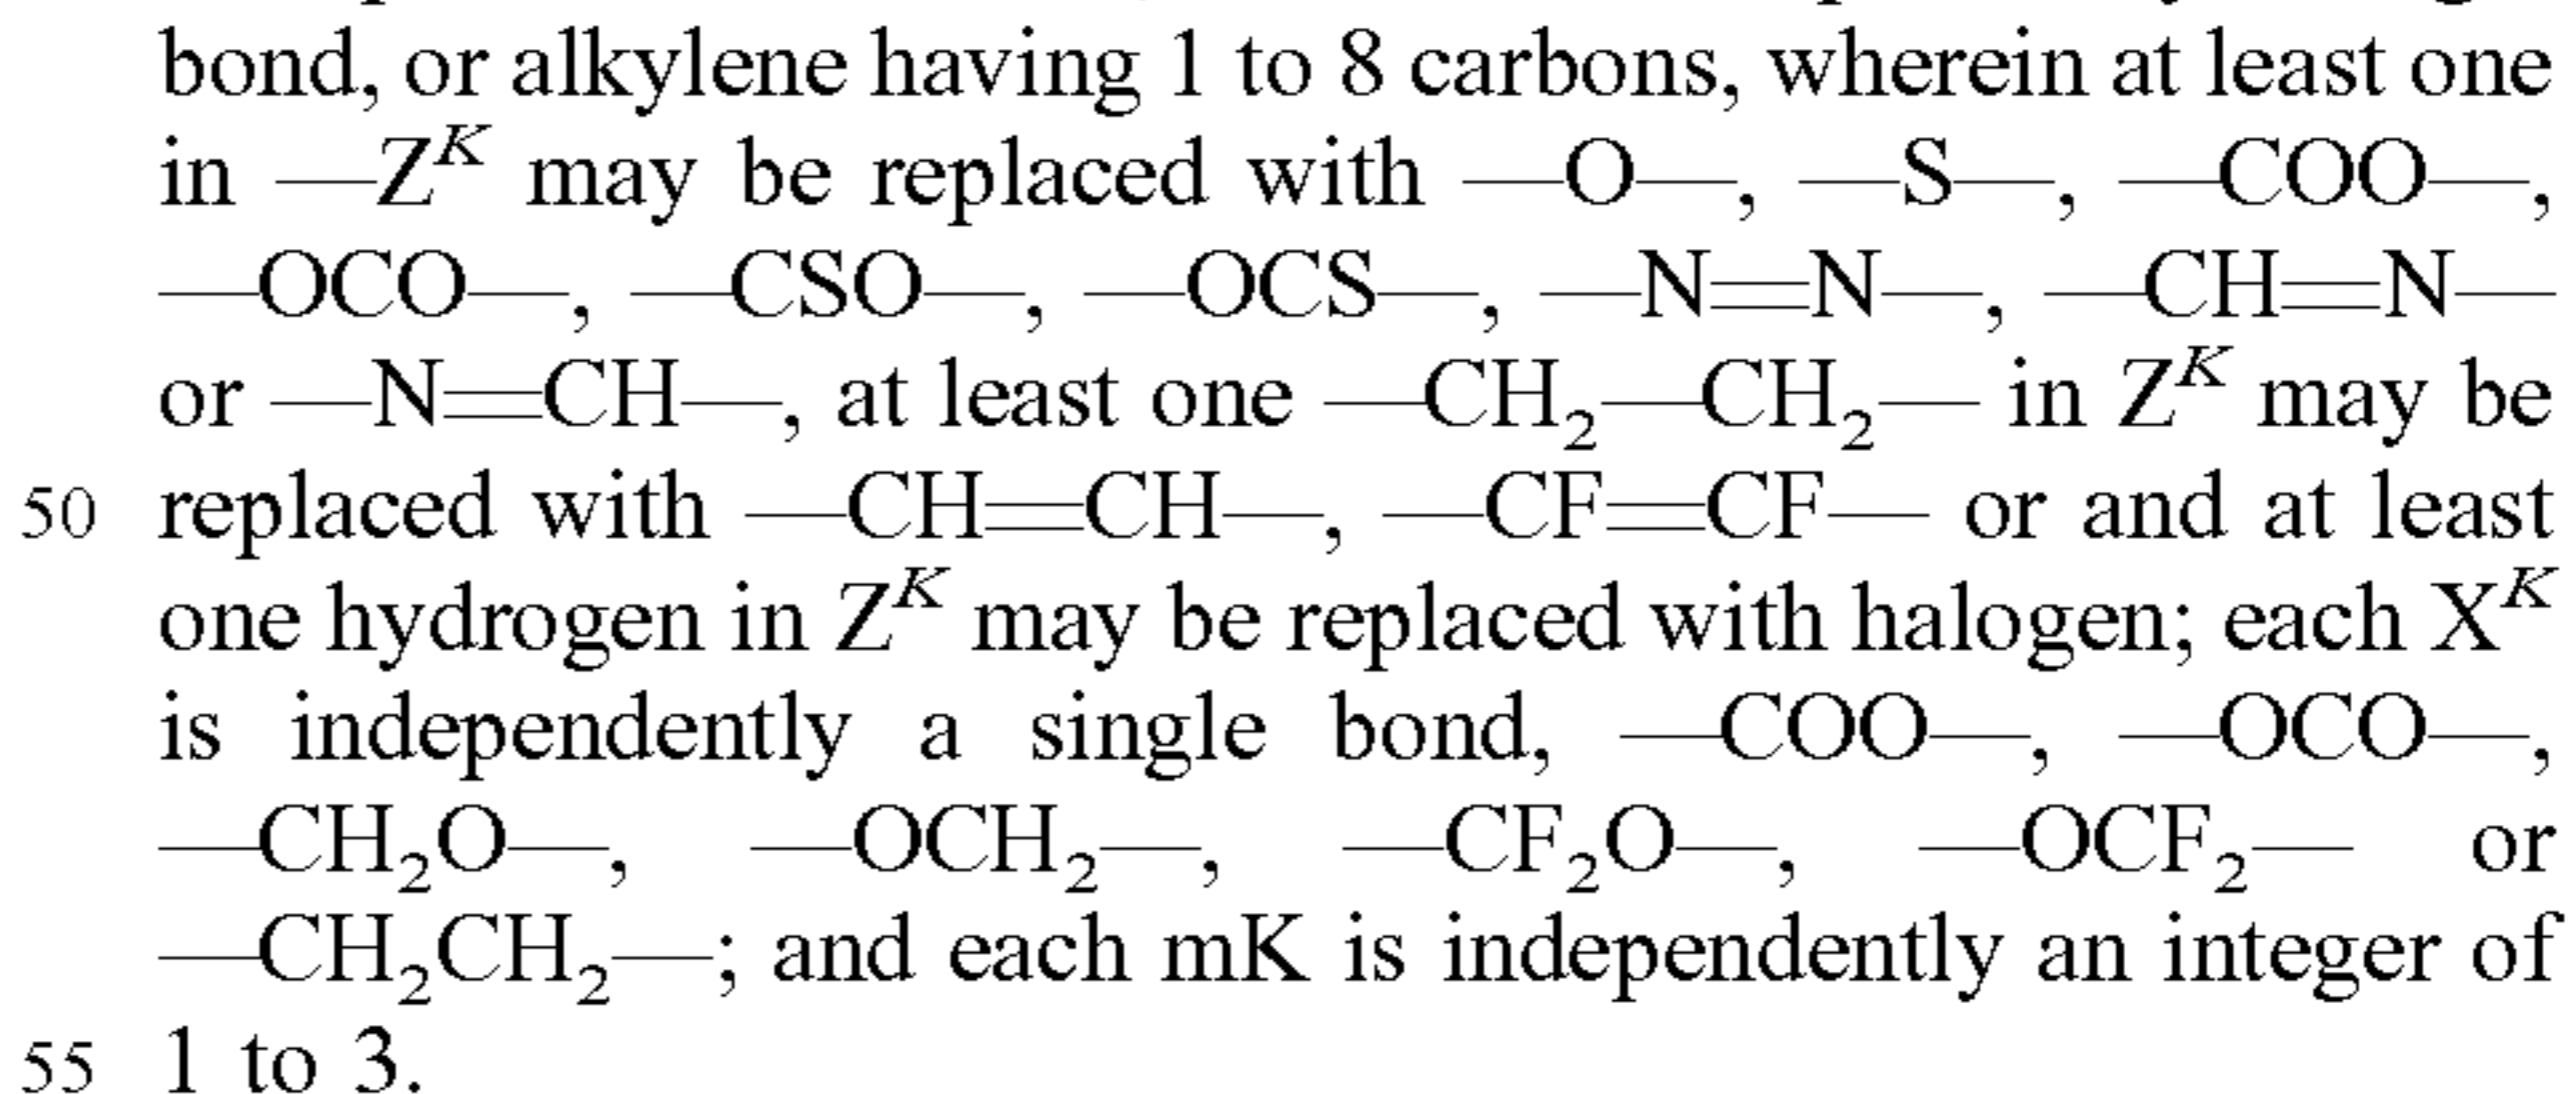 bond, or alkylene having 1 to 8 carbons, wherein at least one
in —Zᴷ may be replaced with —O—, —S—, —COO—,
—OCO—, —CSO—, —OCS—, —N=N—, —CH=N—
or —N=CH—, at least one —CH₂—CH₂— in Zᴷ may be
50 replaced with —CH=CH—, —CF=CF— or and at least
one hydrogen in Zᴷ may be replaced with halogen; each Xᴷ
is independently a single bond, —COO—, —OCO—,
—CH₂O—, —OCH₂—, —CF₂O—, —OCF₂— or
—CH₂CH₂—; and each mK is independently an integer of
55 1 to 3.